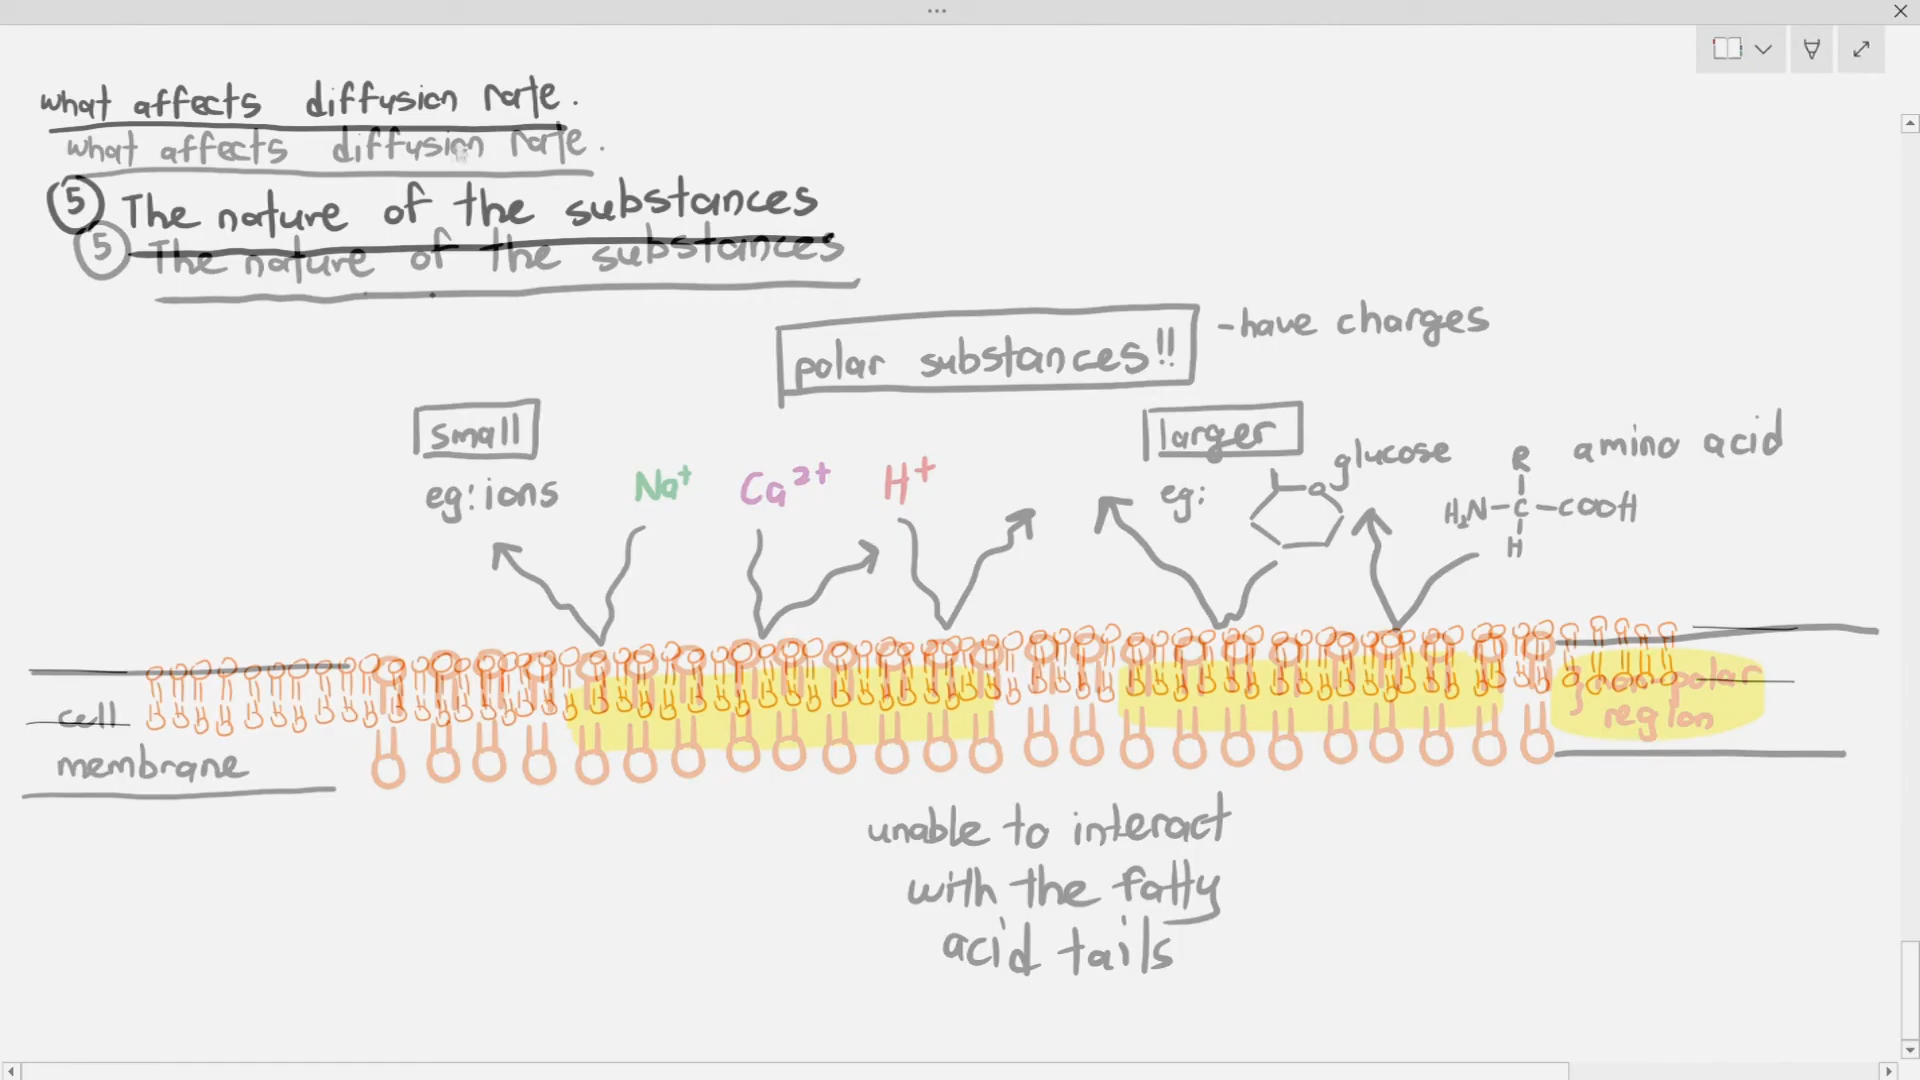 what affects diffusion rate.
what affects diffusion rate.
5 The nature of the substances
5 The nature of the substances
polar substances!! -have charges
small
larger
glucose
amino acid
eg: ions Na+ Ca2+ H+
eg:
R
H2N-C-COOH
H
non polar
region
cell
membrane
unable to interact
with the fatty
acid tails